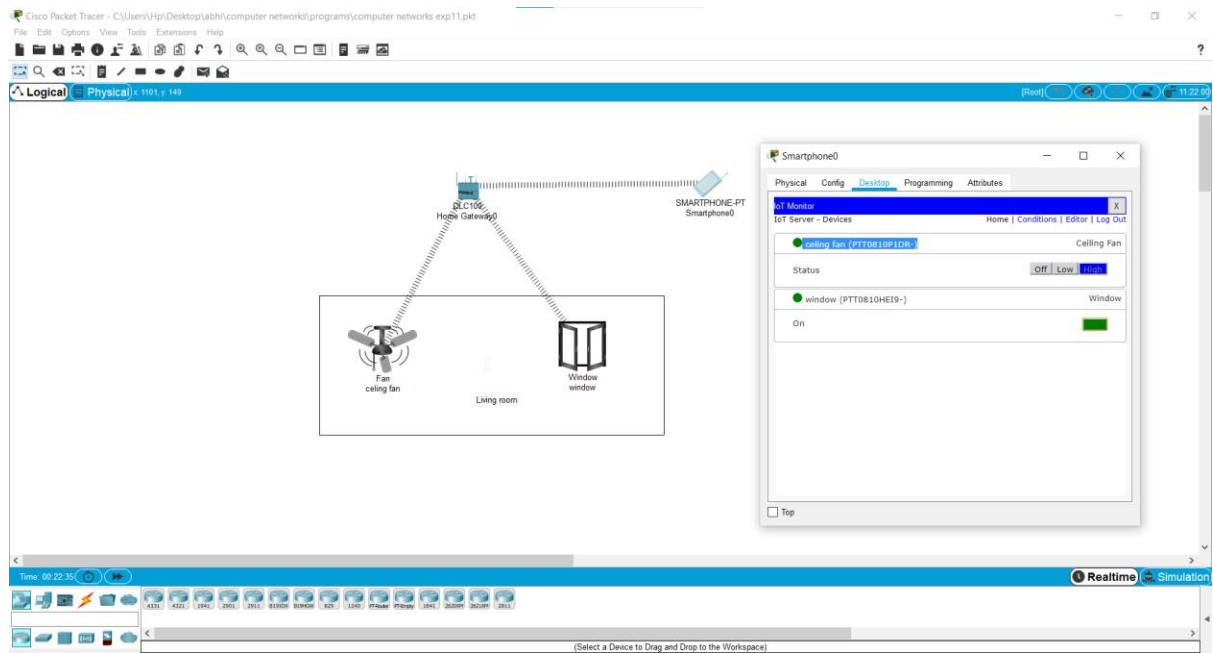 Cisco Packet Tracer - C:\Users\Hp\Desktop\abhi\computer networks\programs\computer networks exp11.pkt
File Edit Options View Tools Extensions Help
?
Logical Physical x: 1101, y: 149 [Root] 11:22:00
DLC100
Home Gateway0
SMARTPHONE-PT
Smartphone0
Fan
celing fan
Window
window
Living room
Smartphone0
Physical Config Desktop Programming Attributes
IoT Monitor X
IoT Server - Devices Home | Conditions | Editor | Log Out
celing fan (PTT0810P1DR-) Ceiling Fan
Status Off Low High
window (PTT0810HEI9-) Window
On
Top
Time: 00:22:35 Realtime Simulation
4331 4321 1941 2901 2911 819IOX 819HGW 829 1240 PT-Router PT-Empty 1841 2620XM 2621XM 2811
(Select a Device to Drag and Drop to the Workspace)